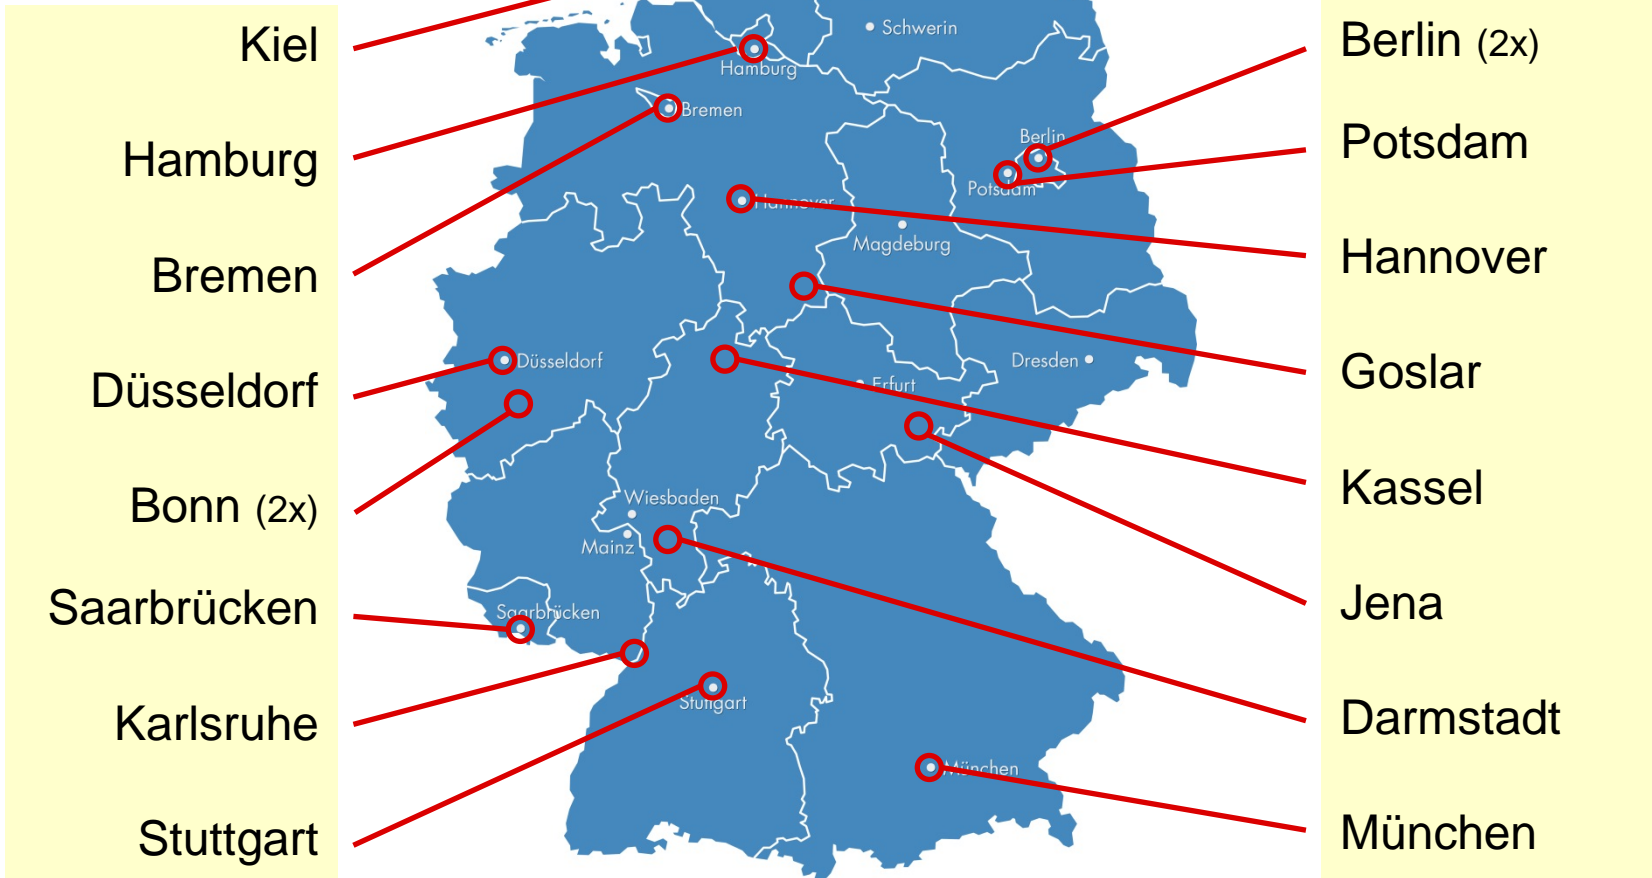 Kiel
Hamburg
Bremen
Düsseldorf
Bonn (2x)
Saarbrücken
Karlsruhe
Stuttgart
Schwerin
Hamburg
Bremen
Berlin
Potsdam
Hannover
Magdeburg
Düsseldorf
Dresden
Erfurt
Wiesbaden
Mainz
Saarbrücken
Stuttgart
München
Berlin (2x)
Potsdam
Hannover
Goslar
Kassel
Jena
Darmstadt
München